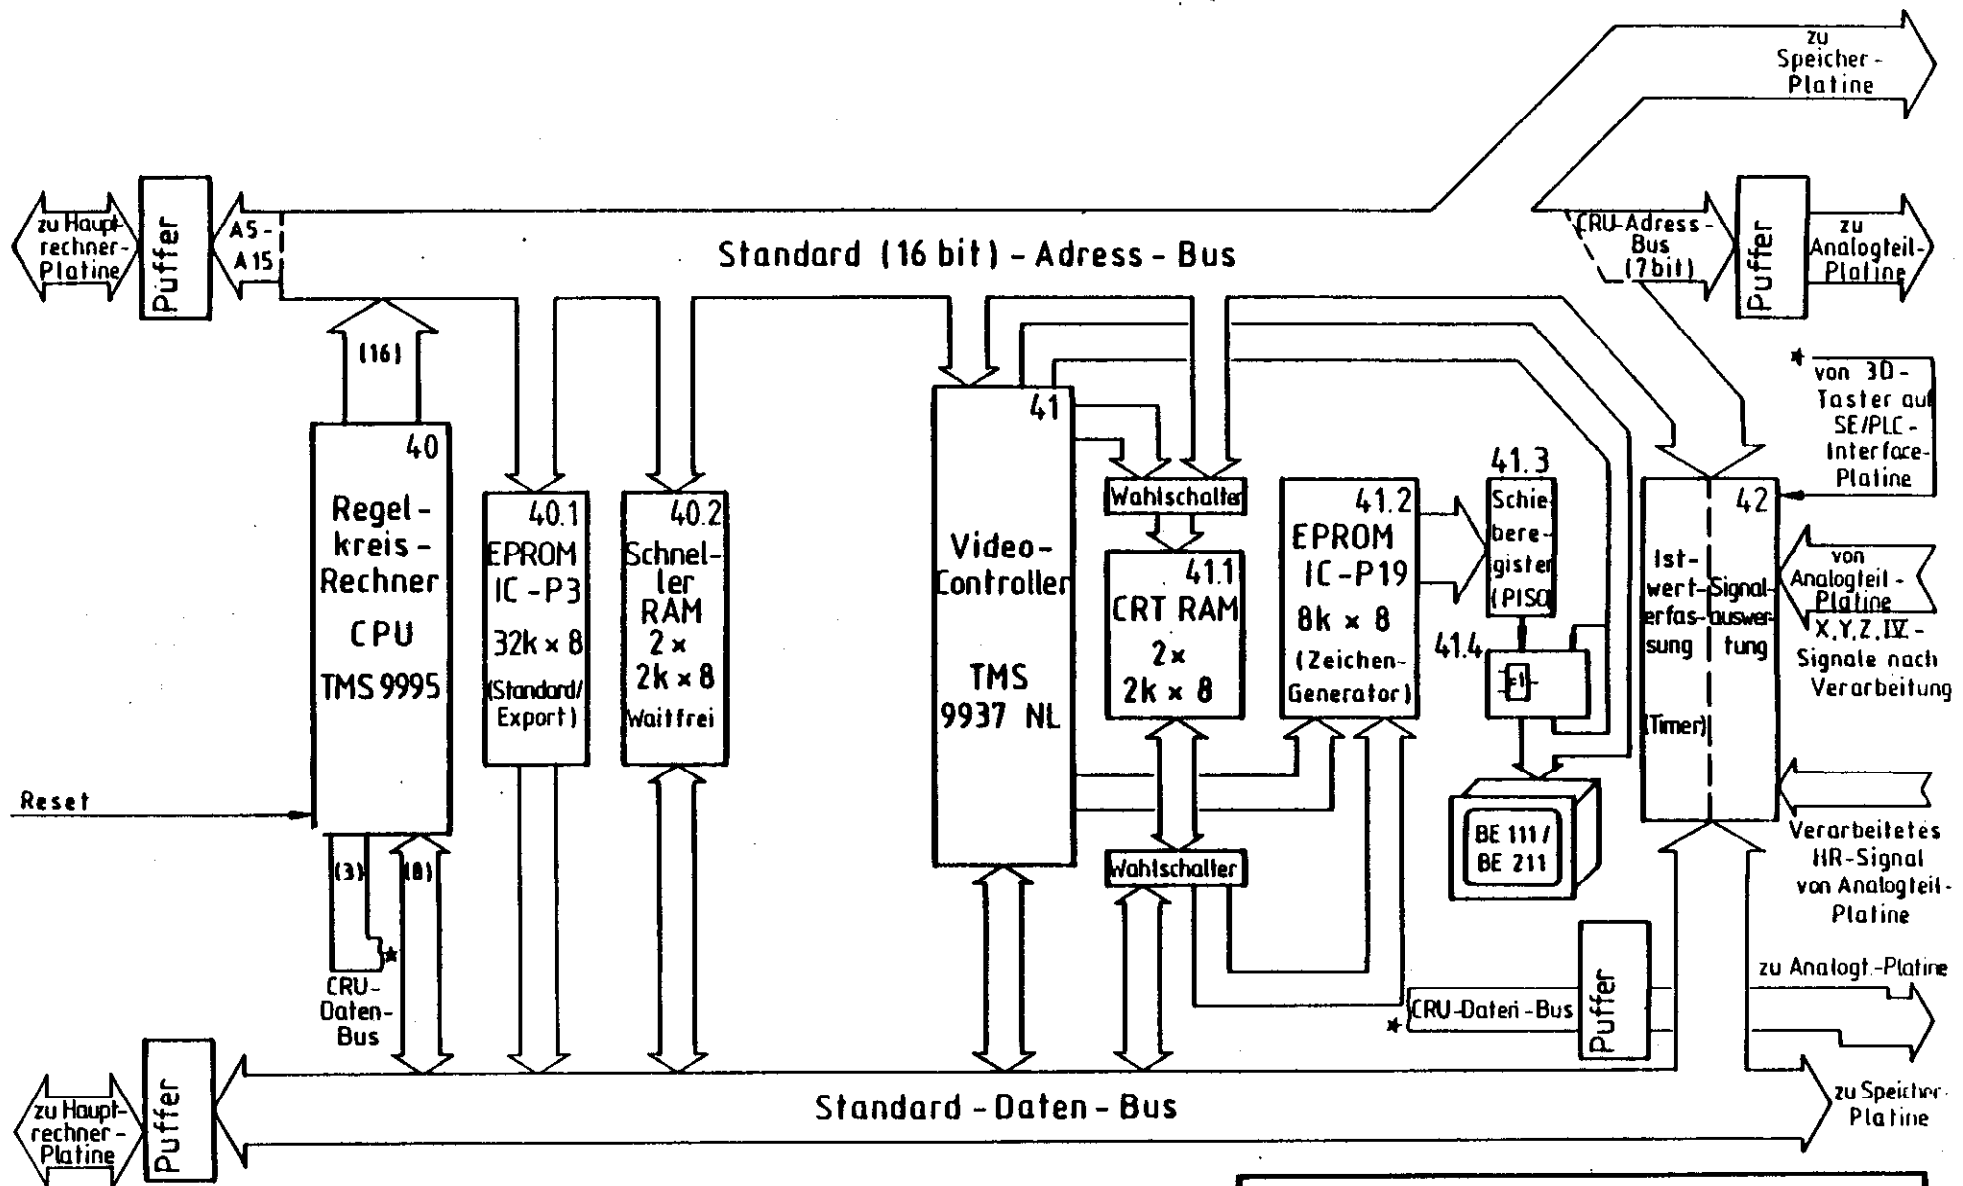 zu
Speicher-
Platine
zu Haupt-
rechner-
Platine
Puffer
A5-
A15
Standard (16 bit) - Adress - Bus
CRU-Adress-
Bus
(7bit)
Puffer
zu
Analogteil-
Platine
(16)
★
von 3D-
Taster auf
SE/PLC-
Interface-
Platine
40
Regel-
kreis-
Rechner
CPU
TMS 9995
40.1
EPROM
IC-P3
32k × 8
(Standard/
Export)
40.2
Schnel-
ler
RAM
2 ×
2k × 8
Waitfrei
41
Video-
Controller
TMS
9937 NL
Wahlschalter
41.1
CRT RAM
2 ×
2k × 8
Wahlschalter
41.2
EPROM
IC-P19
8k × 8
(Zeichen-
Generator)
41.3
Schie-
bere-
gister
(PISO)
41.4
BE 111 /
BE 211
42
Ist-
wert-
erfas-
sung
(Timer)
Signal-
auswer-
tung
von
Analogteil-
Platine
X,Y,Z,IV-
Signale nach
Verarbeitung
Verarbeitetes
HR-Signal
von Analogteil-
Platine
Reset
(3)
(8)
★
CRU-
Daten-
Bus
★
CRU-Daten-Bus
Puffer
zu Analogt.-Platine
zu Haupt-
rechner-
Platine
Puffer
Standard-Daten-Bus
zu Speicher-
Platine